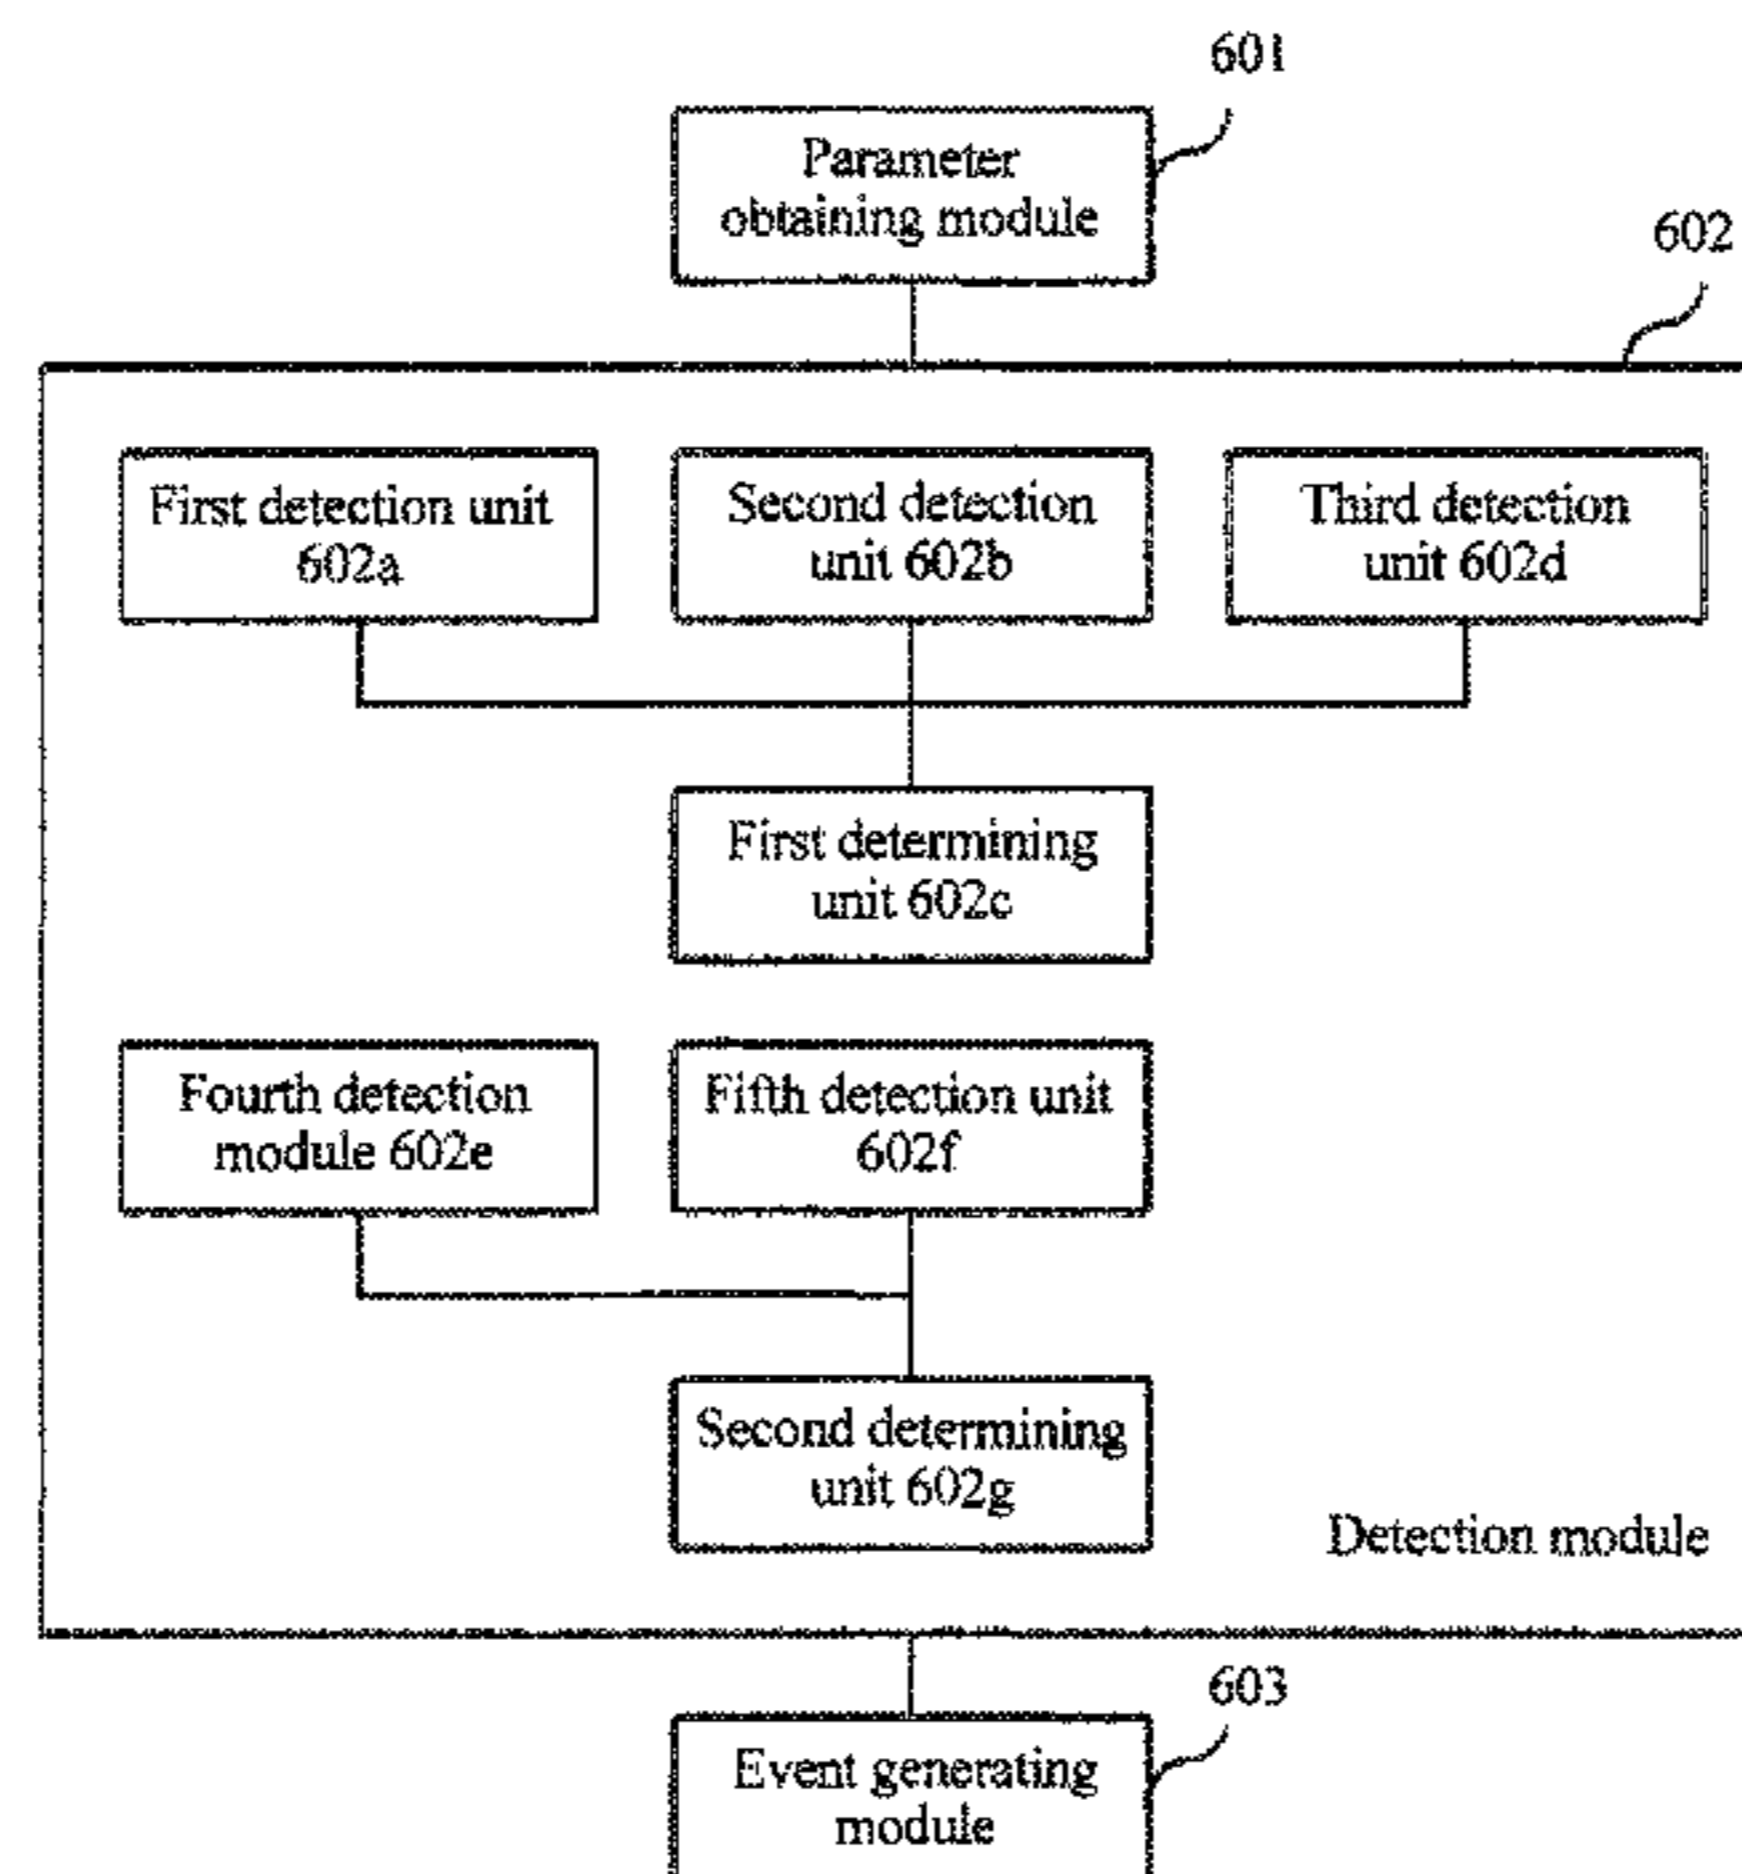 601
Parameter
obtaining module
602
First detection unit
602a
Second detection
unit 602b
Third detection
unit 602d
First determining
unit 602c
Fourth detection
module 602e
Fifth detection unit
602f
Second determining
unit 602g
Detection module
603
Event generating
module